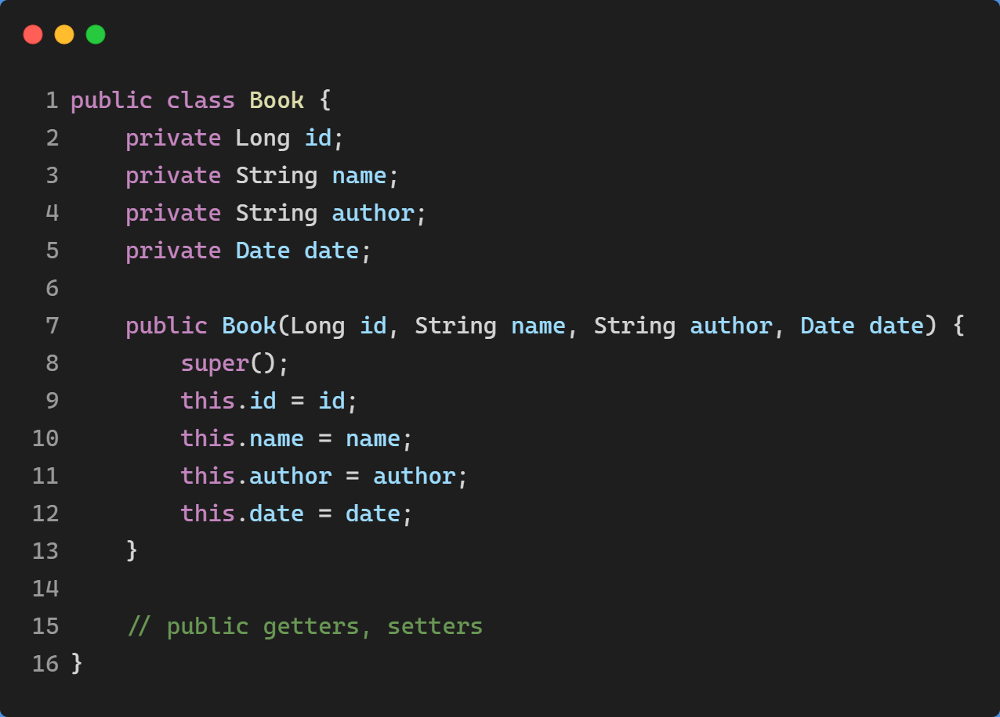 1 public class Book {
2     private Long id;
3     private String name;
4     private String author;
5     private Date date;
6
7     public Book(Long id, String name, String author, Date date) {
8         super();
9         this.id = id;
10         this.name = name;
11         this.author = author;
12         this.date = date;
13     }
14
15     // public getters, setters
16 }